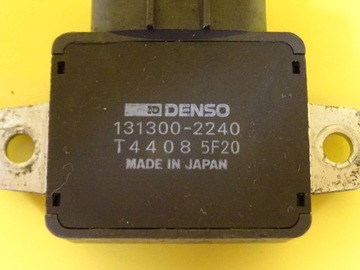 DENSO
131300-2240
T4408 5F20
MADE IN JAPAN